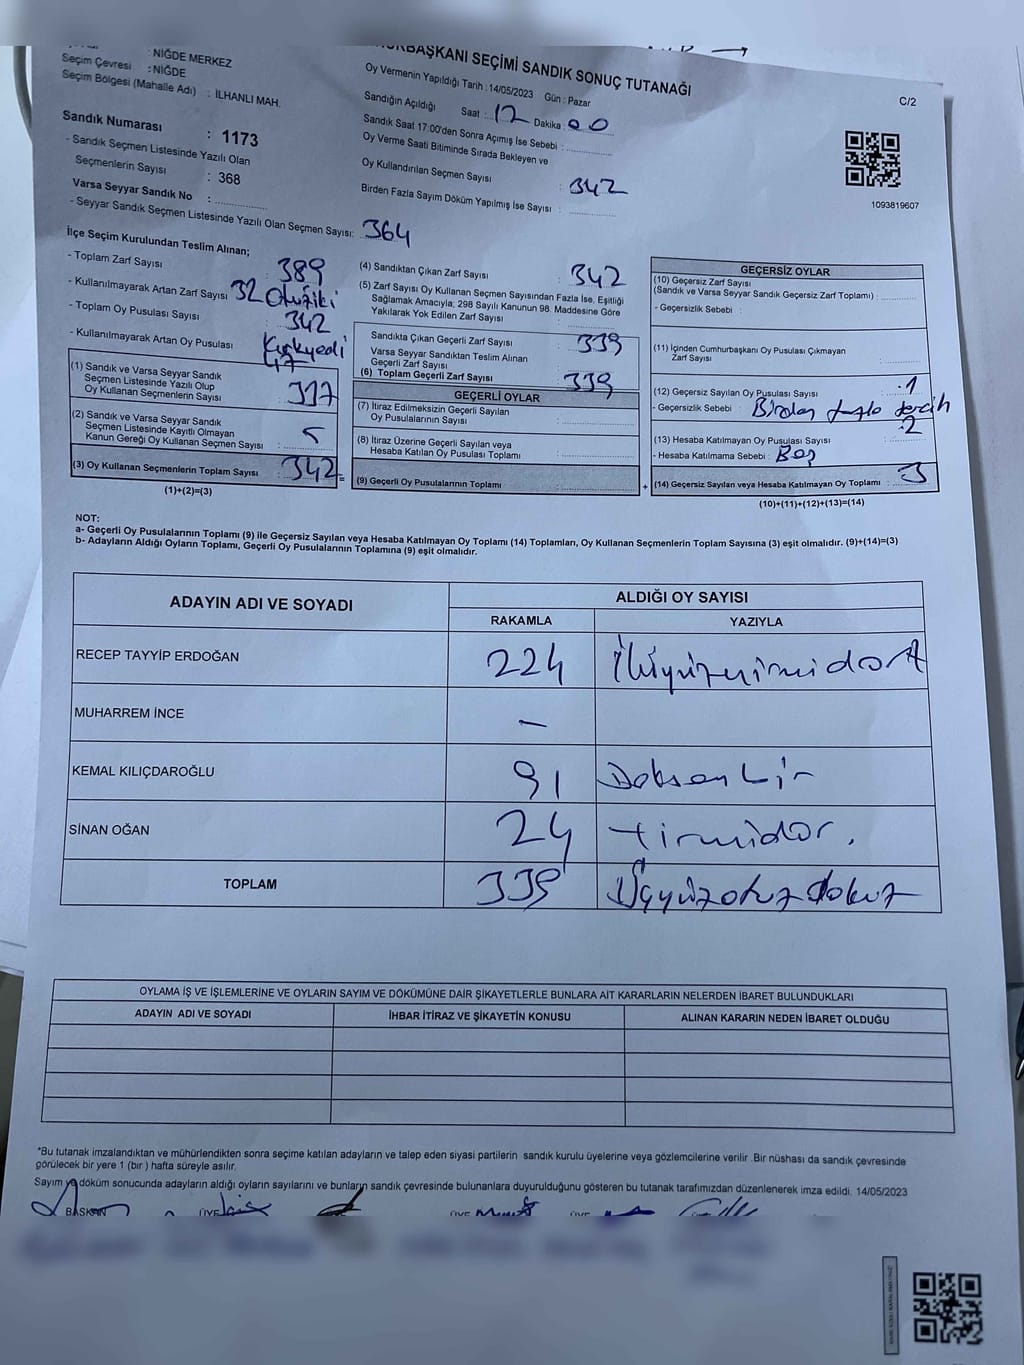 : NİĞDE MERKEZ
Seçim Çevresi : NİĞDE
Seçim Bölgesi (Mahalle Adı) : İLHANLI MAH.
Sandık Numarası : 1173
- Sandık Seçmen Listesinde Yazılı Olan
Seçmenlerin Sayısı : 368
Varsa Seyyar Sandık No :
- Seyyar Sandık Seçmen Listesinde Yazılı Olan Seçmen Sayısı: 364
URBAŞKANI SEÇİMİ SANDIK SONUÇ TUTANAĞI
Oy Vermenin Yapıldığı Tarih : 14/05/2023 Gün : Pazar
Sandığın Açıldığı Saat : 17 Dakika : 00
Sandık Saat 17:00'den Sonra Açımış İse Sebebi :
Oy Verme Saati Bitiminde Sırada Bekleyen ve
Oy Kullandırılan Seçmen Sayısı : 342
Birden Fazla Sayım Döküm Yapılmış İse Sayısı :
C/2
1093819607
İlçe Seçim Kurulundan Teslim Alınan;
- Toplam Zarf Sayısı : 389
- Kullanılmayarak Artan Zarf Sayısı 32 Otuziki
- Toplam Oy Pusulası Sayısı : 342
- Kullanılmayarak Artan Oy Pusulası Kırkyedi
47
(1) Sandık ve Varsa Seyyar Sandık
Seçmen Listesinde Yazılı Olup
Oy Kullanan Seçmenlerin Sayısı : 337
(2) Sandık ve Varsa Seyyar Sandık
Seçmen Listesinde Kayıtlı Olmayan
Kanun Gereği Oy Kullanan Seçmen Sayısı : 5
(3) Oy Kullanan Seçmenlerin Toplam Sayısı : 342 =
(1)+(2)=(3)
(4) Sandıktan Çıkan Zarf Sayısı : 342
(5) Zarf Sayısı Oy Kullanan Seçmen Sayısından Fazla İse, Eşitliği
Sağlamak Amacıyla; 298 Sayılı Kanunun 98. Maddesine Göre
Yakılarak Yok Edilen Zarf Sayısı :
Sandıkta Çıkan Geçerli Zarf Sayısı : 339
Varsa Seyyar Sandıktan Teslim Alınan
Geçerli Zarf Sayısı :
(6) Toplam Geçerli Zarf Sayısı : 339
GEÇERLİ OYLAR
(7) İtiraz Edilmeksizin Geçerli Sayılan
Oy Pusulalarının Sayısı :
(8) İtiraz Üzerine Geçerli Sayılan veya
Hesaba Katılan Oy Pusulası Toplamı :
(9) Geçerli Oy Pusulalarının Toplamı : +
GEÇERSİZ OYLAR
(10) Geçersiz Zarf Sayısı
(Sandık ve Varsa Seyyar Sandık Geçersiz Zarf Toplamı) :
- Geçersizlik Sebebi :
(11) İçinden Cumhurbaşkanı Oy Pusulası Çıkmayan
Zarf Sayısı :
(12) Geçersiz Sayılan Oy Pusulası Sayısı : 1
- Geçersizlik Sebebi : Birden fazla tercih
(13) Hesaba Katılmayan Oy Pusulası Sayısı : 2
- Hesaba Katılmama Sebebi : Boş
(14) Geçersiz Sayılan veya Hesaba Katılmayan Oy Toplamı : 3
(10)+(11)+(12)+(13)=(14)
NOT:
a- Geçerli Oy Pusulalarının Toplamı (9) ile Geçersiz Sayılan veya Hesaba Katılmayan Oy Toplamı (14) Toplamları, Oy Kullanan Seçmenlerin Toplam Sayısına (3) eşit olmalıdır. (9)+(14)=(3)
b- Adayların Aldığı Oyların Toplamı, Geçerli Oy Pusulalarının Toplamına (9) eşit olmalıdır.
ADAYIN ADI VE SOYADI ALDIĞI OY SAYISI
RAKAMLA YAZIYLA
RECEP TAYYİP ERDOĞAN 224 İkiyüzyirmidört
MUHARREM İNCE –
KEMAL KILIÇDAROĞLU 91 Doksan bir
SİNAN OĞAN 24 Yirmidör.
TOPLAM 339 Üçyüzotuzdokuz
OYLAMA İŞ VE İŞLEMLERİNE VE OYLARIN SAYIM VE DÖKÜMÜNE DAİR ŞİKAYETLERLE BUNLARA AİT KARARLARIN NELERDEN İBARET BULUNDUKLARI
ADAYIN ADI VE SOYADI İHBAR İTİRAZ VE ŞİKAYETİN KONUSU ALINAN KARARIN NEDEN İBARET OLDUĞU
*Bu tutanak imzalandıktan ve mühürlendikten sonra seçime katılan adayların ve talep eden siyasi partilerin sandık kurulu üyelerine veya gözlemcilerine verilir .Bir nüshası da sandık çevresinde
görülecek bir yere 1 (bir ) hafta süreyle asılır.
Sayım ve döküm sonucunda adayların aldığı oyların sayılarını ve bunların sandık çevresinde bulunanlara duyurulduğunu gösteren bu tutanak tarafımızdan düzenlenerek imza edildi. 14/05/2023
BAŞKAN ÜYE ÜYE ÜYE